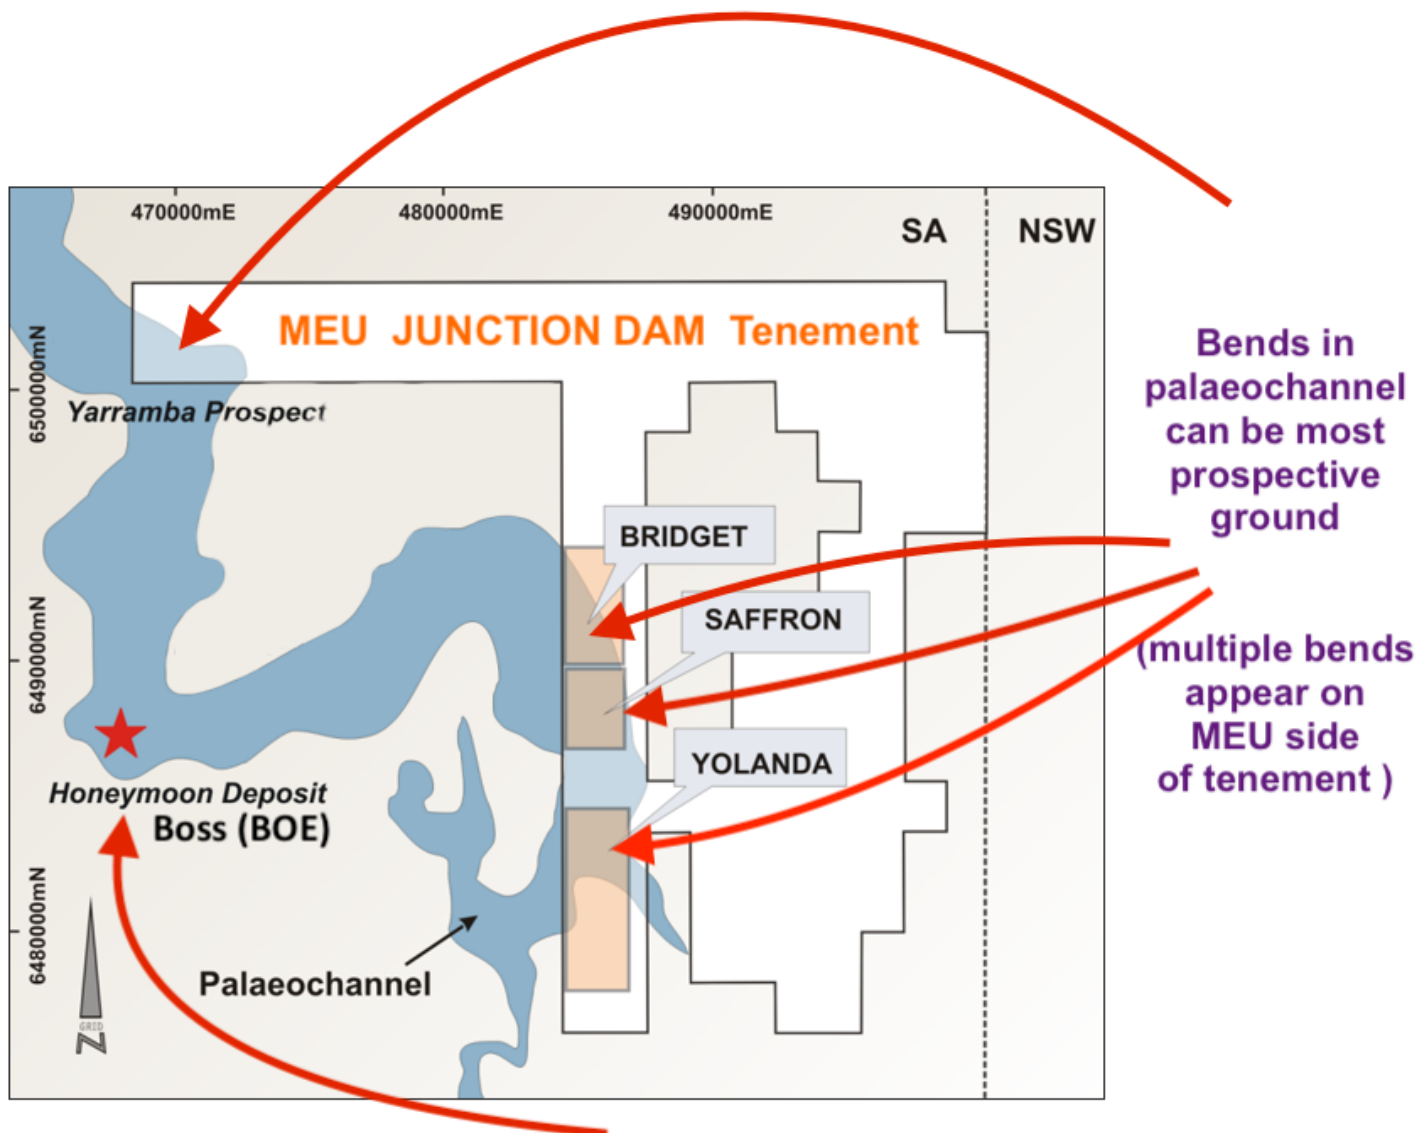 470000mE
480000mE
490000mE
SA
NSW
MEU JUNCTION DAM Tenement
6500000mN
Yarramba Prospect
Bends in
palaeochannel
can be most
prospective
ground
BRIDGET
SAFFRON
6490000mN
(multiple bends
appear on
MEU side
of tenement )
YOLANDA
Honeymoon Deposit
Boss (BOE)
6480000mN
Palaeochannel
GRID
N